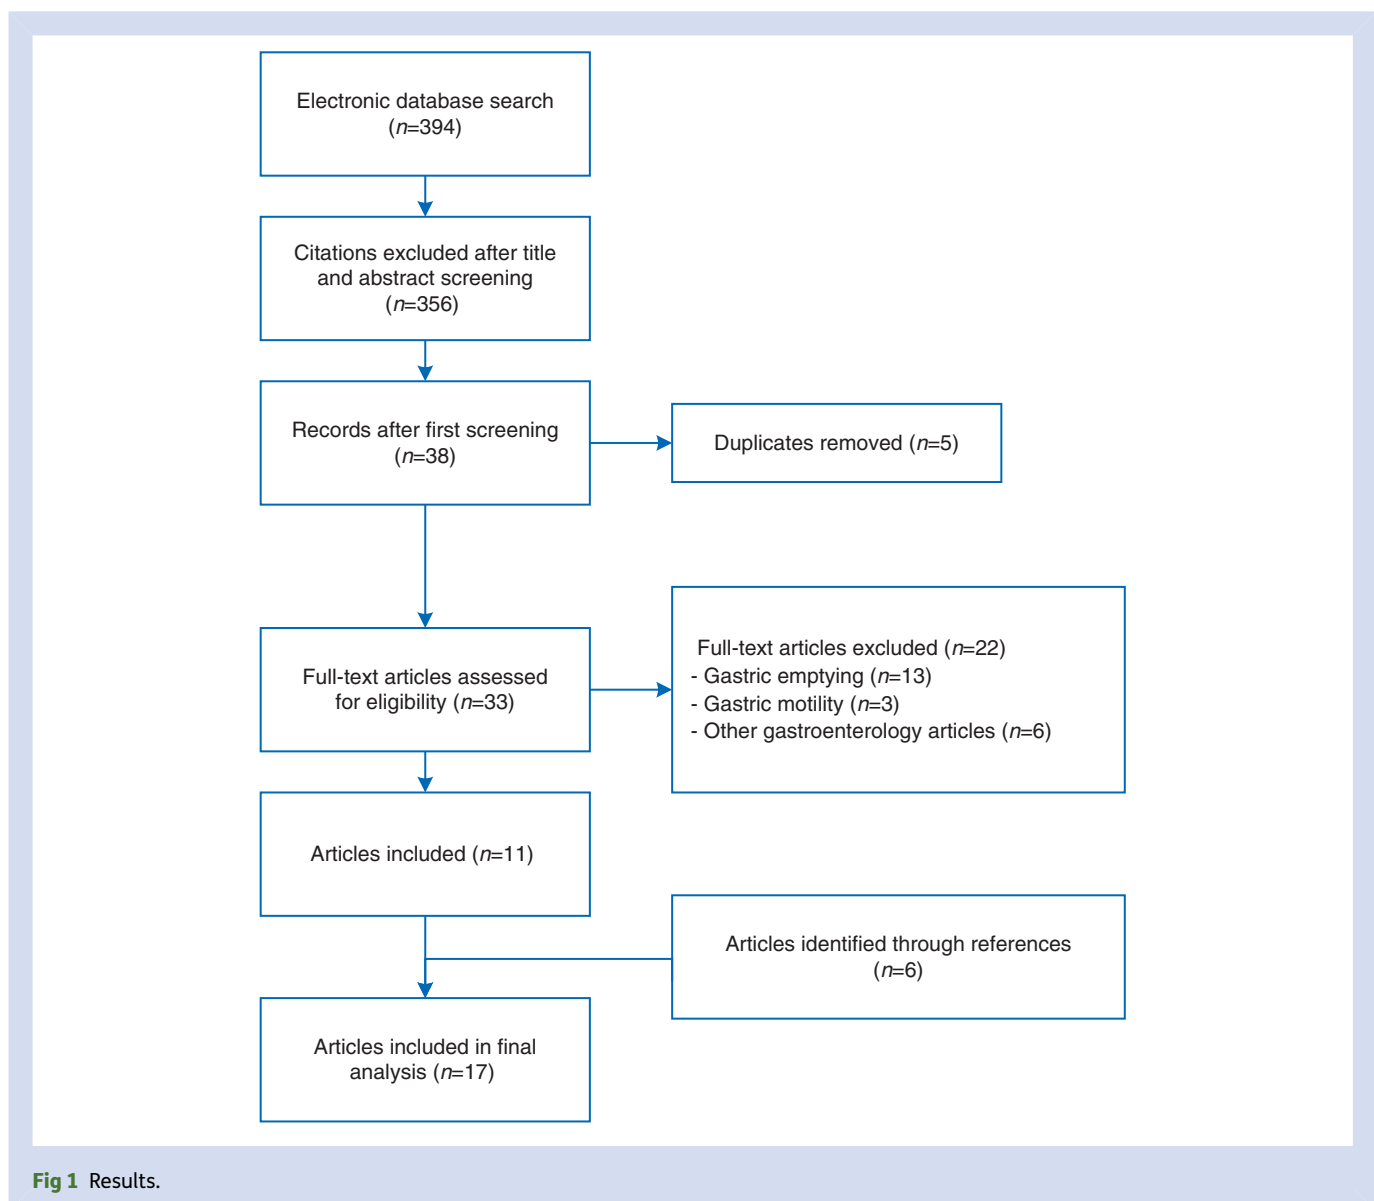 Electronic database search
(n=394)
Citations excluded after title
and abstract screening
(n=356)
Records after first screening
(n=38)
Duplicates removed (n=5)
Full-text articles assessed
for eligibility (n=33)
Full-text articles excluded (n=22)
- Gastric emptying (n=13)
- Gastric motility (n=3)
- Other gastroenterology articles (n=6)
Articles included (n=11)
Articles identified through references
(n=6)
Articles included in final
analysis (n=17)
Fig 1 Results.